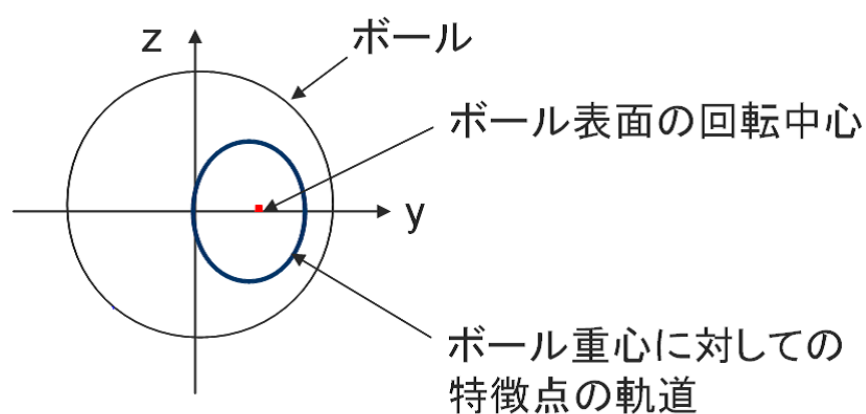 z
ボール
ボール表面の回転中心
y
ボール重心に対しての
特徴点の軌道